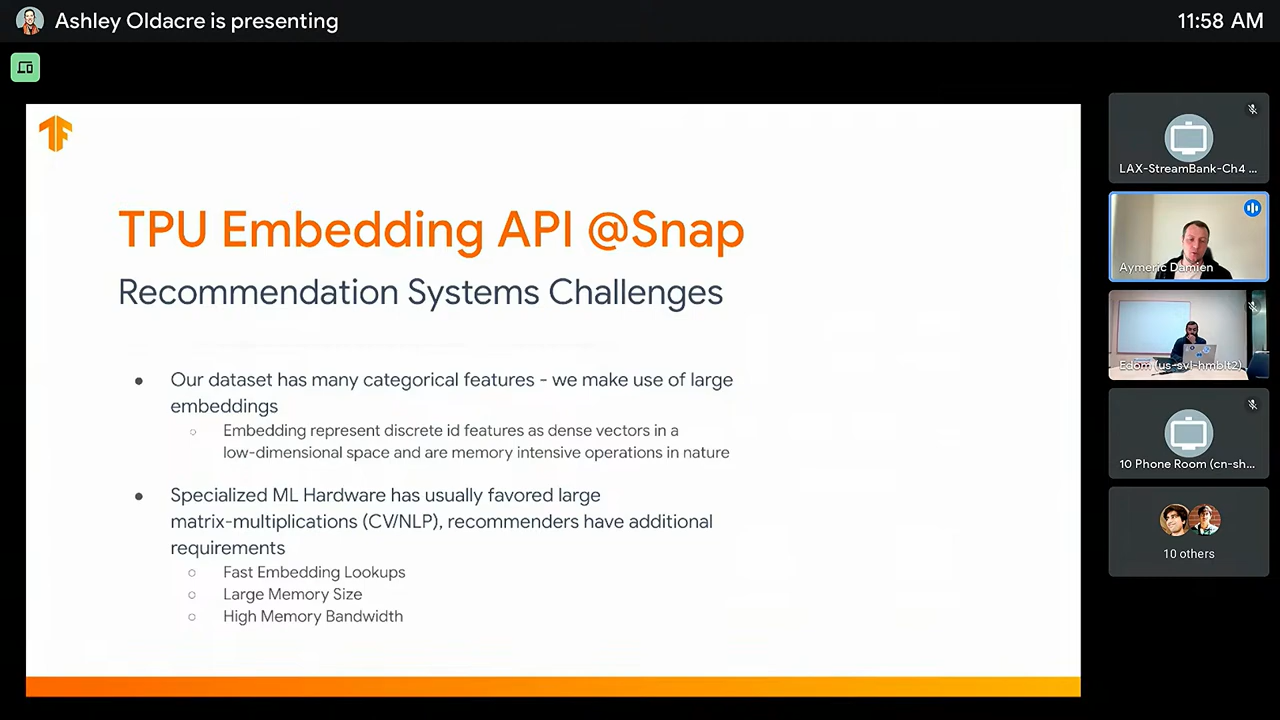 Ashley Oldacre is presenting
11:58 AM
TPU Embedding API @Snap
Recommendation Systems Challenges
Our dataset has many categorical features - we make use of large
embeddings
Embedding represent discrete id features as dense vectors in a
low-dimensional space and are memory intensive operations in nature
Specialized ML Hardware has usually favored large
matrix-multiplications (CV/NLP), recommenders have additional
requirements
Fast Embedding Lookups
Large Memory Size
High Memory Bandwidth
LAX-StreamBank-Ch4 ...
Aymeric Damien
Edom (us-svl-hmblt2)
10 Phone Room (cn-sh...
10 others